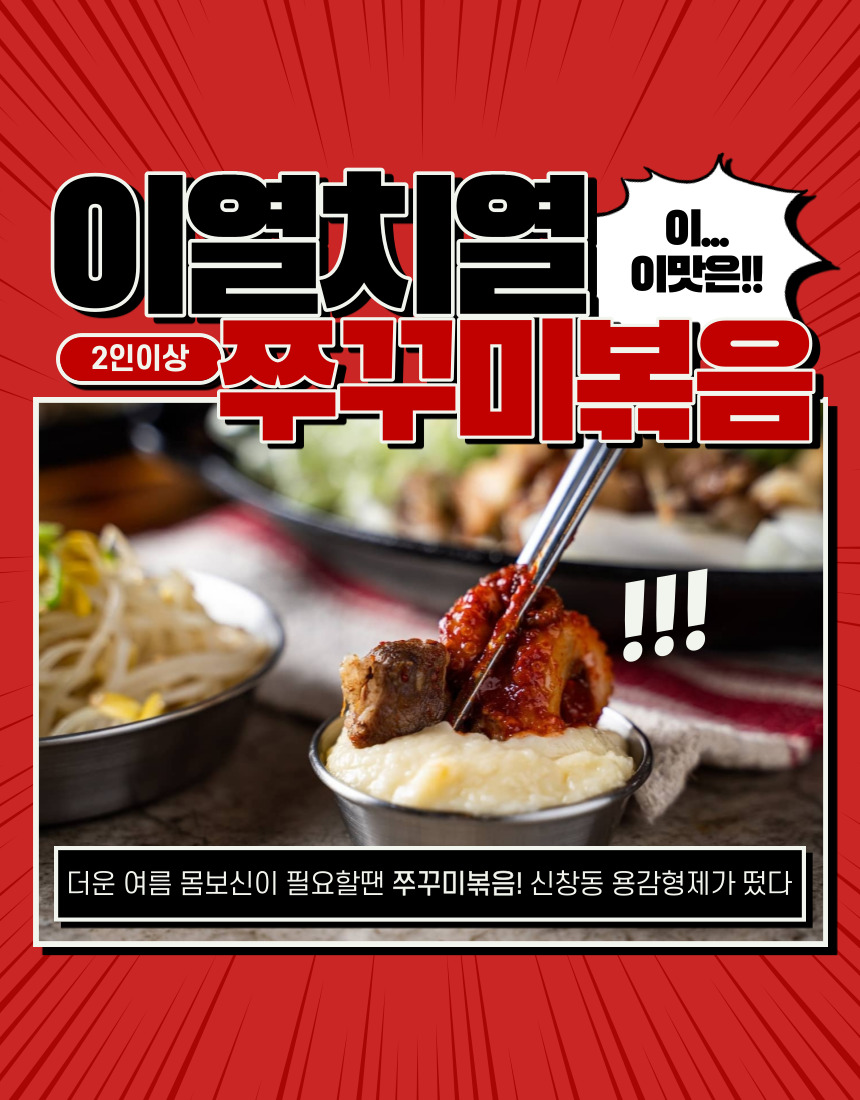 이열치열
이...
이맛은!!
2인이상
쭈꾸미볶음
!!!
더운 여름 몸보신이 필요할땐 쭈꾸미볶음! 신창동 용감형제가 떴다